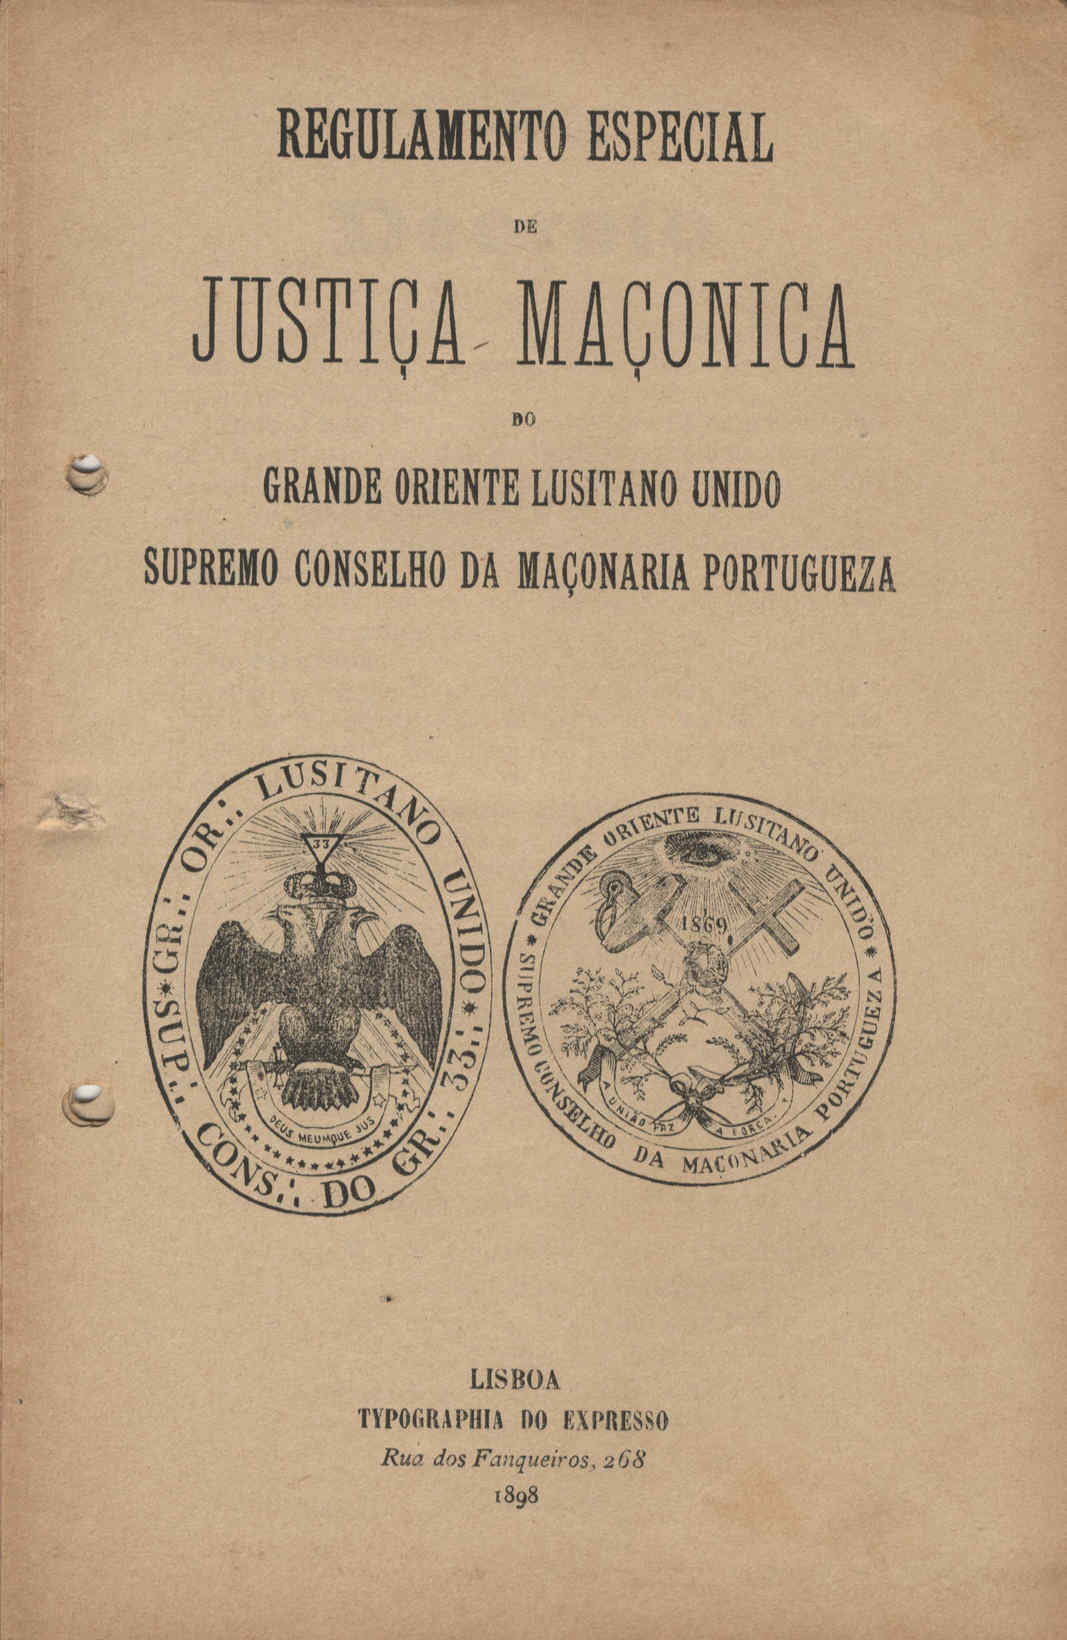 REGULAMENTO ESPECIAL
DE
JUSTIÇA MAÇONICA
DO
GRANDE ORIENTE LUSITANO UNIDO
SUPREMO CONSELHO DA MAÇONARIA PORTUGUEZA
SUP∴ CONS∴ DO GR∴ 33∴ * GR∴ OR∴ LUSITANO UNIDO *
33
DEUS MEUMQUE JUS
* GRANDE ORIENTE LUSITANO UNIDO *
SUPREMO CONSELHO DA MAÇONARIA PORTUGUEZA
1869
A UNIÃO FAZ A FORÇA
LISBOA
TYPOGRAPHIA DO EXPRESSO
Rua dos Fanqueiros, 268
1898